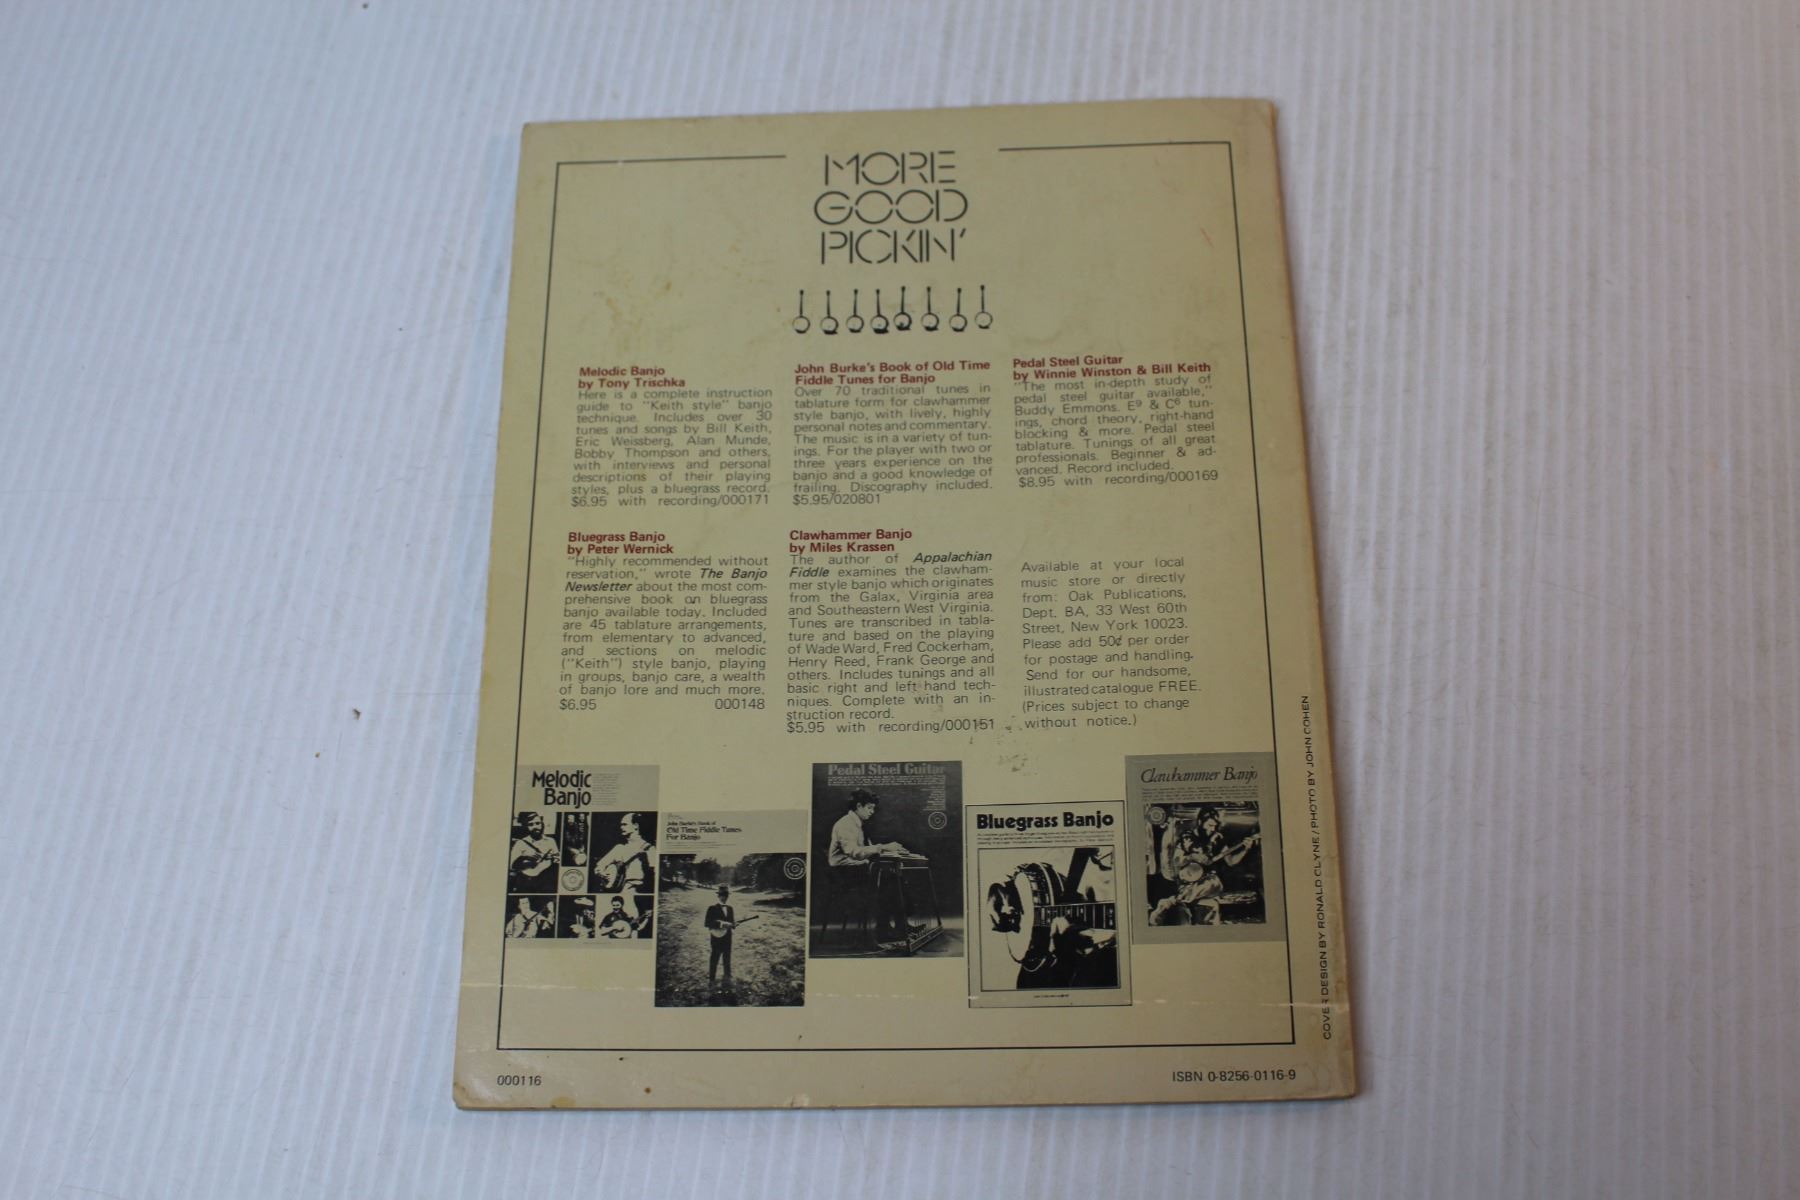 MORE
GOOD
PICKIN'
Melodic Banjo
by Tony Trischka
Here is a complete instruction
guide to "Keith style" banjo
technique. Includes over 30
tunes and songs by Bill Keith,
Eric Weissberg, Alan Munde,
Bobby Thompson and others,
with interviews and personal
descriptions of their playing
styles, plus a bluegrass record.
$6.95 with recording/000171
John Burke's Book of Old Time
Fiddle Tunes for Banjo
Over 70 traditional tunes in
tablature form for clawhammer
style banjo, with lively, highly
personal notes and commentary.
The music is in a variety of tun-
ings. For the player with two or
three years experience on the
banjo and a good knowledge of
frailing. Discography included.
$5.95/020801
Pedal Steel Guitar
by Winnie Winston & Bill Keith
"The most in-depth study of
pedal steel guitar available,"
Buddy Emmons. E9 & C6 tun-
ings, chord theory, right-hand
blocking & more. Pedal steel
tablature. Tunings of all great
professionals. Beginner & ad-
vanced. Record included.
$8.95 with recording/000169
Bluegrass Banjo
by Peter Wernick
"Highly recommended without
reservation," wrote The Banjo
Newsletter about the most com-
prehensive book on bluegrass
banjo available today. Included
are 45 tablature arrangements,
from elementary to advanced,
and sections on melodic
("Keith") style banjo, playing
in groups, banjo care, a wealth
of banjo lore and much more.
$6.95 000148
Clawhammer Banjo
by Miles Krassen
The author of Appalachian
Fiddle examines the clawham-
mer style banjo which originates
from the Galax, Virginia area
and Southeastern West Virginia.
Tunes are transcribed in tabla-
ture and based on the playing
of Wade Ward, Fred Cockerham,
Henry Reed, Frank George and
others. Includes tunings and all
basic right and left hand tech-
niques. Complete with an in-
struction record.
$5.95 with recording/000151
Available at your local
music store or directly
from: Oak Publications,
Dept. BA, 33 West 60th
Street, New York 10023.
Please add 50¢ per order
for postage and handling.
Send for our handsome,
illustrated catalogue FREE.
(Prices subject to change
without notice.)
Melodic
Banjo
John Burke's Book of
Old Time Fiddle Tunes
For Banjo
Pedal Steel Guitar
Bluegrass Banjo
Clawhammer Banjo
COVER DESIGN BY RONALD CLYNE / PHOTO BY JOHN COHEN
000116
ISBN 0-8256-0116-9